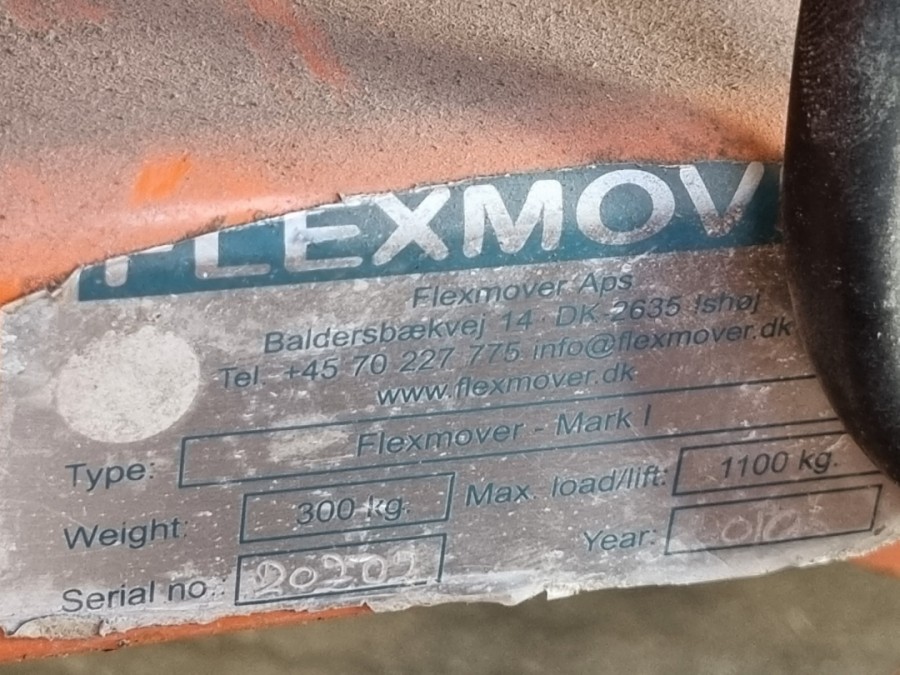 FLEXMOV
Flexmover Aps
Baldersbækvej 14 · DK-2635 Ishøj
Tel. +45 70 227 775 info@flexmover.dk
www.flexmover.dk
Type: Flexmover - Mark I
Weight: 300 kg. Max. load/lift: 1100 kg.
Serial no.: 20202 Year: